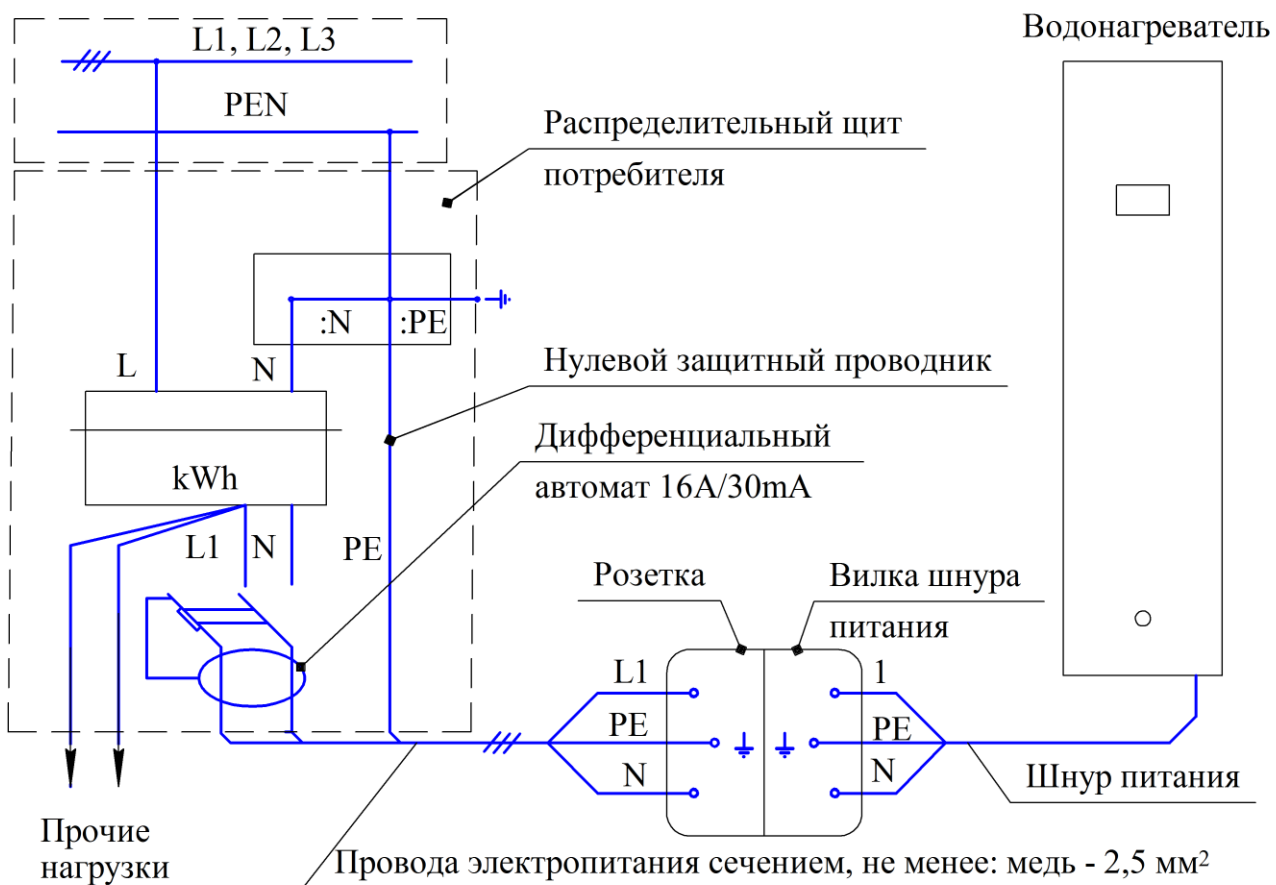 L1, L2, L3
PEN
Водонагреватель
Распределительный щит
потребителя
:N
:PE
L
N
Нулевой защитный проводник
kWh
Дифференциальный
автомат 16A/30mA
L1
N
PE
Розетка
Вилка шнура
питания
L1
1
PE
PE
N
N
Шнур питания
Прочие
нагрузки
Провода электропитания сечением, не менее: медь - 2,5 мм²